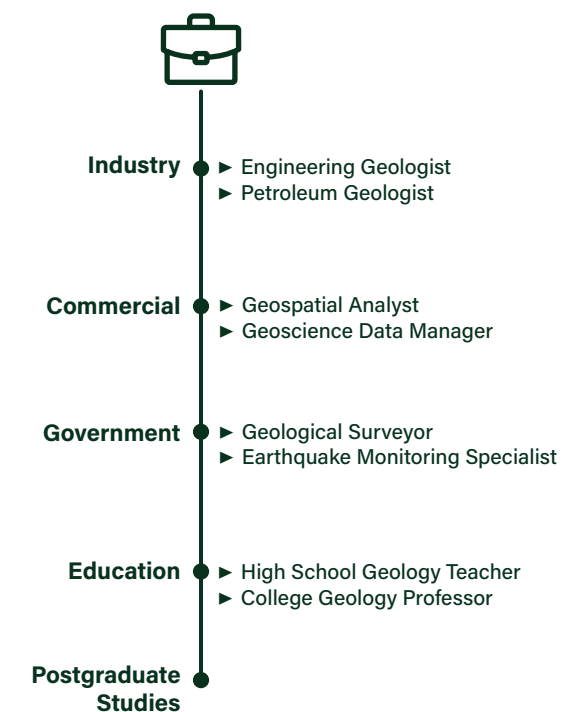 Industry
► Engineering Geologist
► Petroleum Geologist
Commercial
► Geospatial Analyst
► Geoscience Data Manager
Government
► Geological Surveyor
► Earthquake Monitoring Specialist
Education
► High School Geology Teacher
► College Geology Professor
Postgraduate
Studies